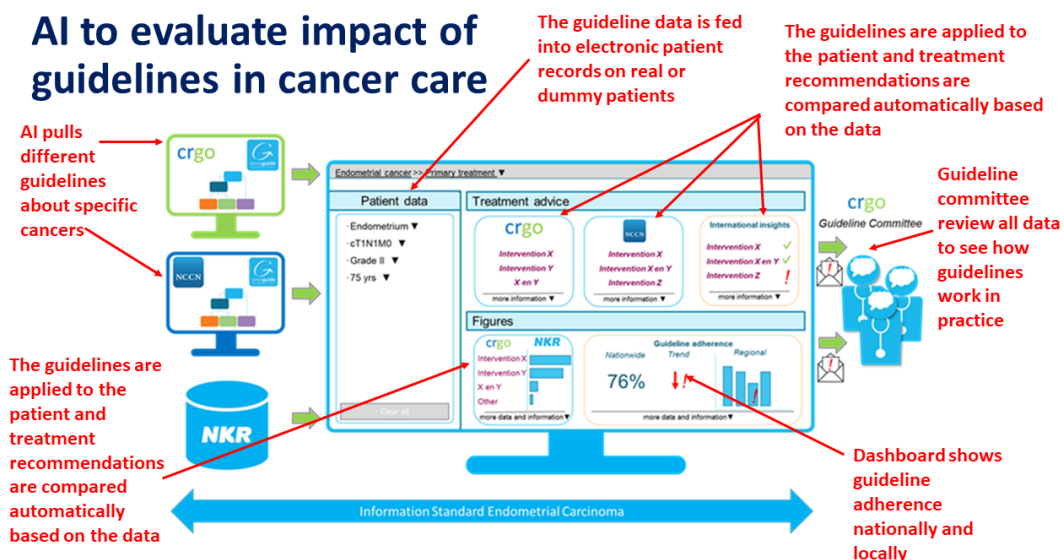 AI to evaluate impact of
guidelines in cancer care
The guideline data is fed
into electronic patient
records on real or
dummy patients
The guidelines are applied to
the patient and treatment
recommendations are
compared automatically based
on the data
AI pulls
different
guidelines
about specific
cancers
crgo
NCCN
The guidelines are
applied to the
patient and
treatment
recommendations
are compared
automatically
based on the data
NKR
Endometrial cancer >> Primary treatment ▼
Patient data
·Endometrium ▼
·cT1N1M0 ▼
·Grade II ▼
·75 yrs ▼
Clear all
Treatment advice
crgo
Intervention X
Intervention Y
X en Y
more information ▼
NCCN
Intervention X
Intervention X en Y
Intervention Z
more information ▼
International insights
Intervention X ✓
Intervention X en Y ✓
Intervention Z !
more information ▼
Figures
crgo NKR
Intervention X
Intervention Y
X en Y
Other
more data and information ▼
Guideline adherence
Nationwide Trend Regional
76% ↓! !
more data and information ▼
crgo
Guideline Committee
!
!
Guideline
committee
review all data
to see how
guidelines
work in
practice
Dashboard shows
guideline
adherence
nationally and
locally
Information Standard Endometrial Carcinoma